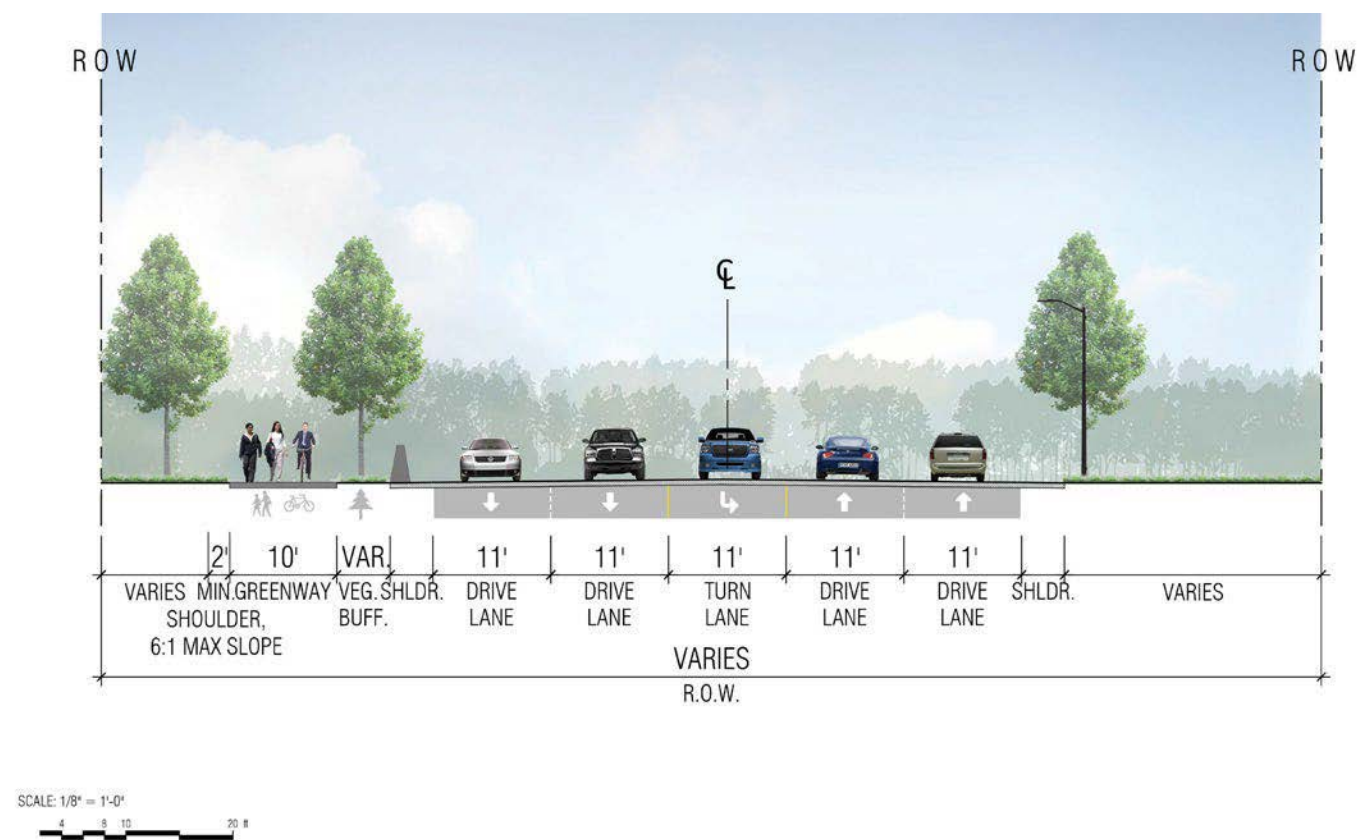 ROW
ROW
℄
2' 10' VAR. 11' 11' 11' 11' 11'
VARIES MIN. GREENWAY VEG. SHLDR. DRIVE DRIVE TURN DRIVE DRIVE SHLDR. VARIES
SHOULDER, BUFF. LANE LANE LANE LANE LANE
6:1 MAX SLOPE
VARIES
R.O.W.
SCALE: 1/8" = 1'-0"
4 8 10 20 ft